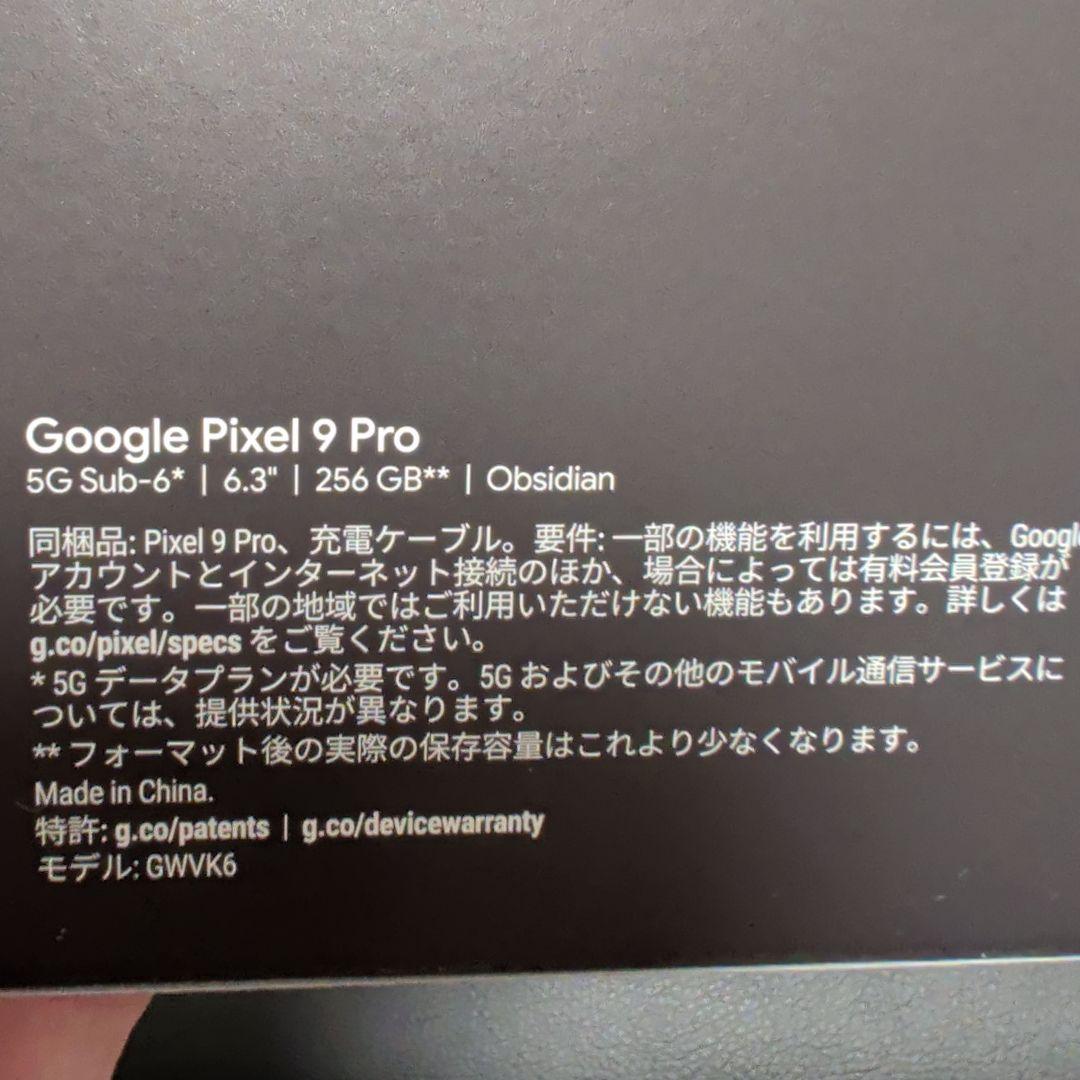 Google Pixel 9 Pro
5G Sub-6* | 6.3" | 256 GB** | Obsidian
同梱品: Pixel 9 Pro、充電ケーブル。要件: 一部の機能を利用するには、Google
アカウントとインターネット接続のほか、場合によっては有料会員登録が
必要です。一部の地域ではご利用いただけない機能もあります。詳しくは
g.co/pixel/specs をご覧ください。
* 5G データプランが必要です。5G およびその他のモバイル通信サービスに
ついては、提供状況が異なります。
** フォーマット後の実際の保存容量はこれより少なくなります。
Made in China.
特許: g.co/patents | g.co/devicewarranty
モデル: GWVK6